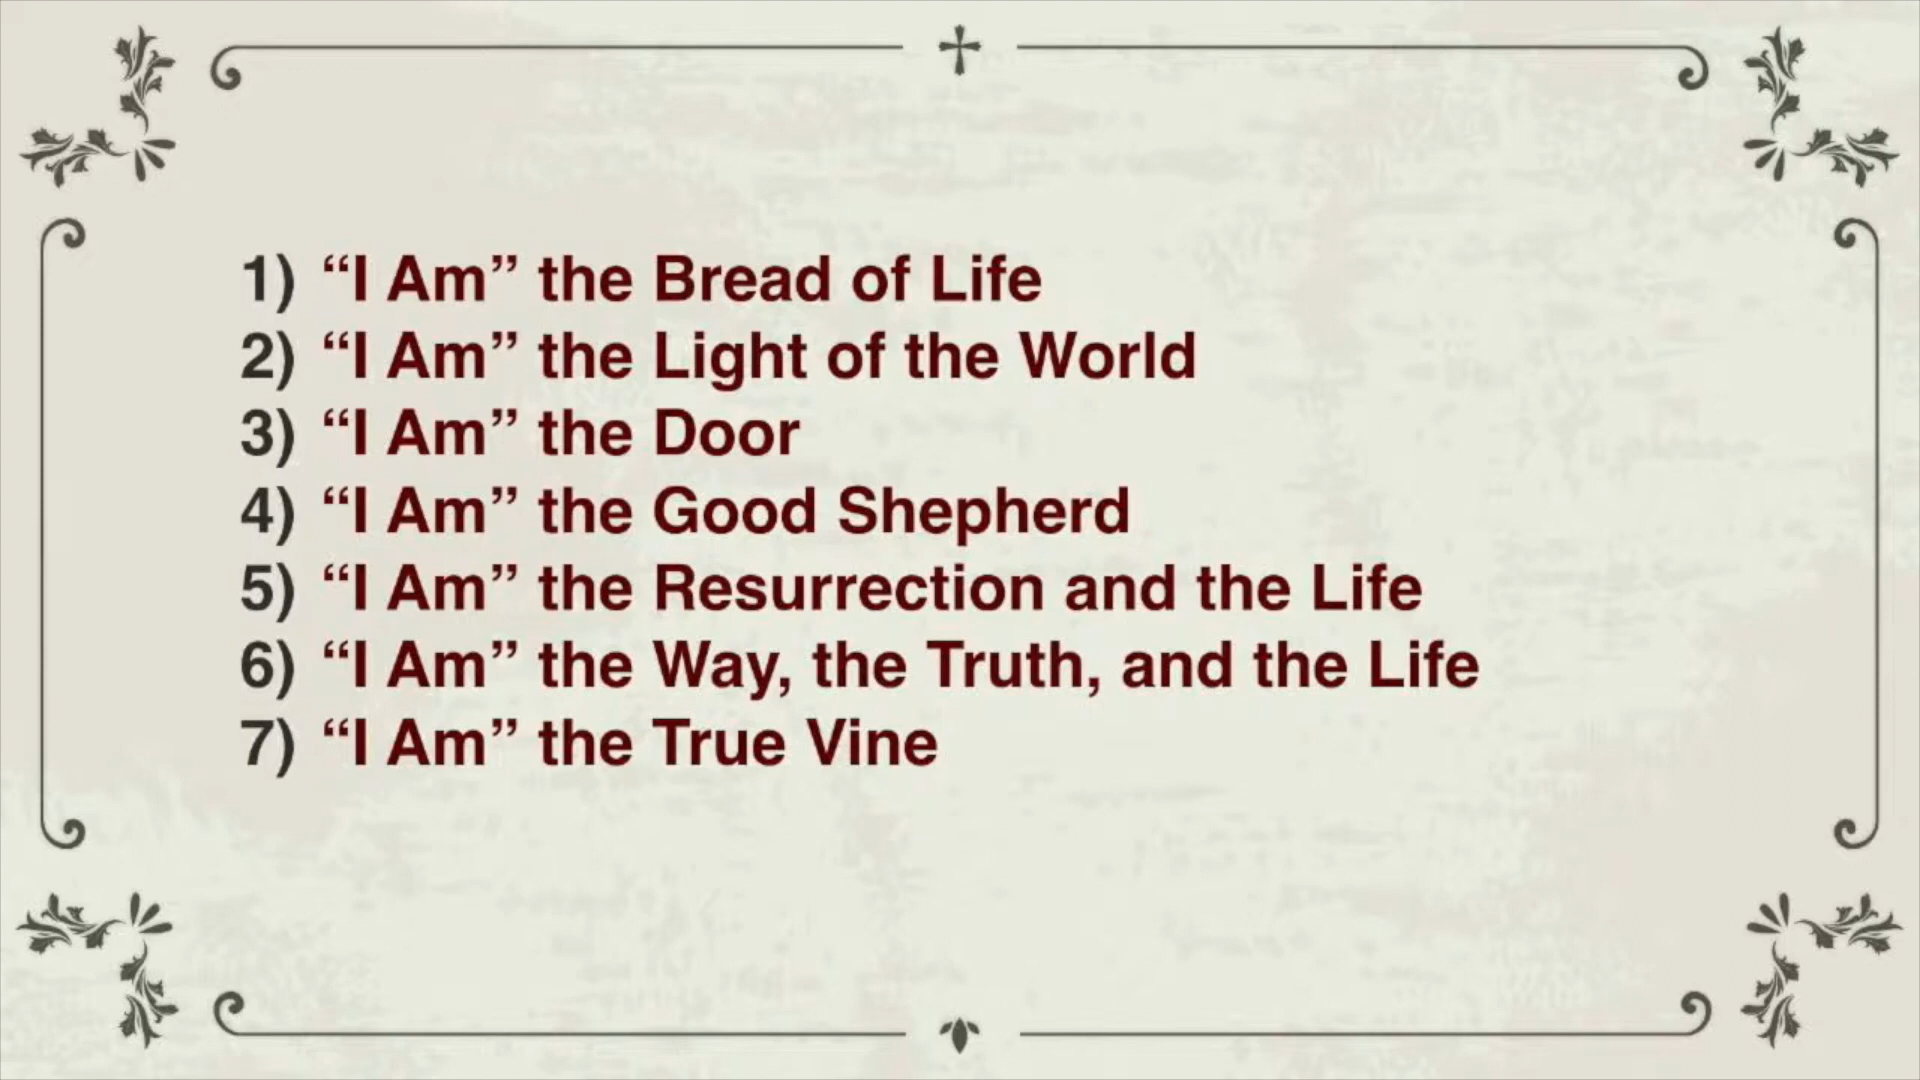 1) “I Am” the Bread of Life
2) “I Am” the Light of the World
3) “I Am” the Door
4) “I Am” the Good Shepherd
5) “I Am” the Resurrection and the Life
6) “I Am” the Way, the Truth, and the Life
7) “I Am” the True Vine